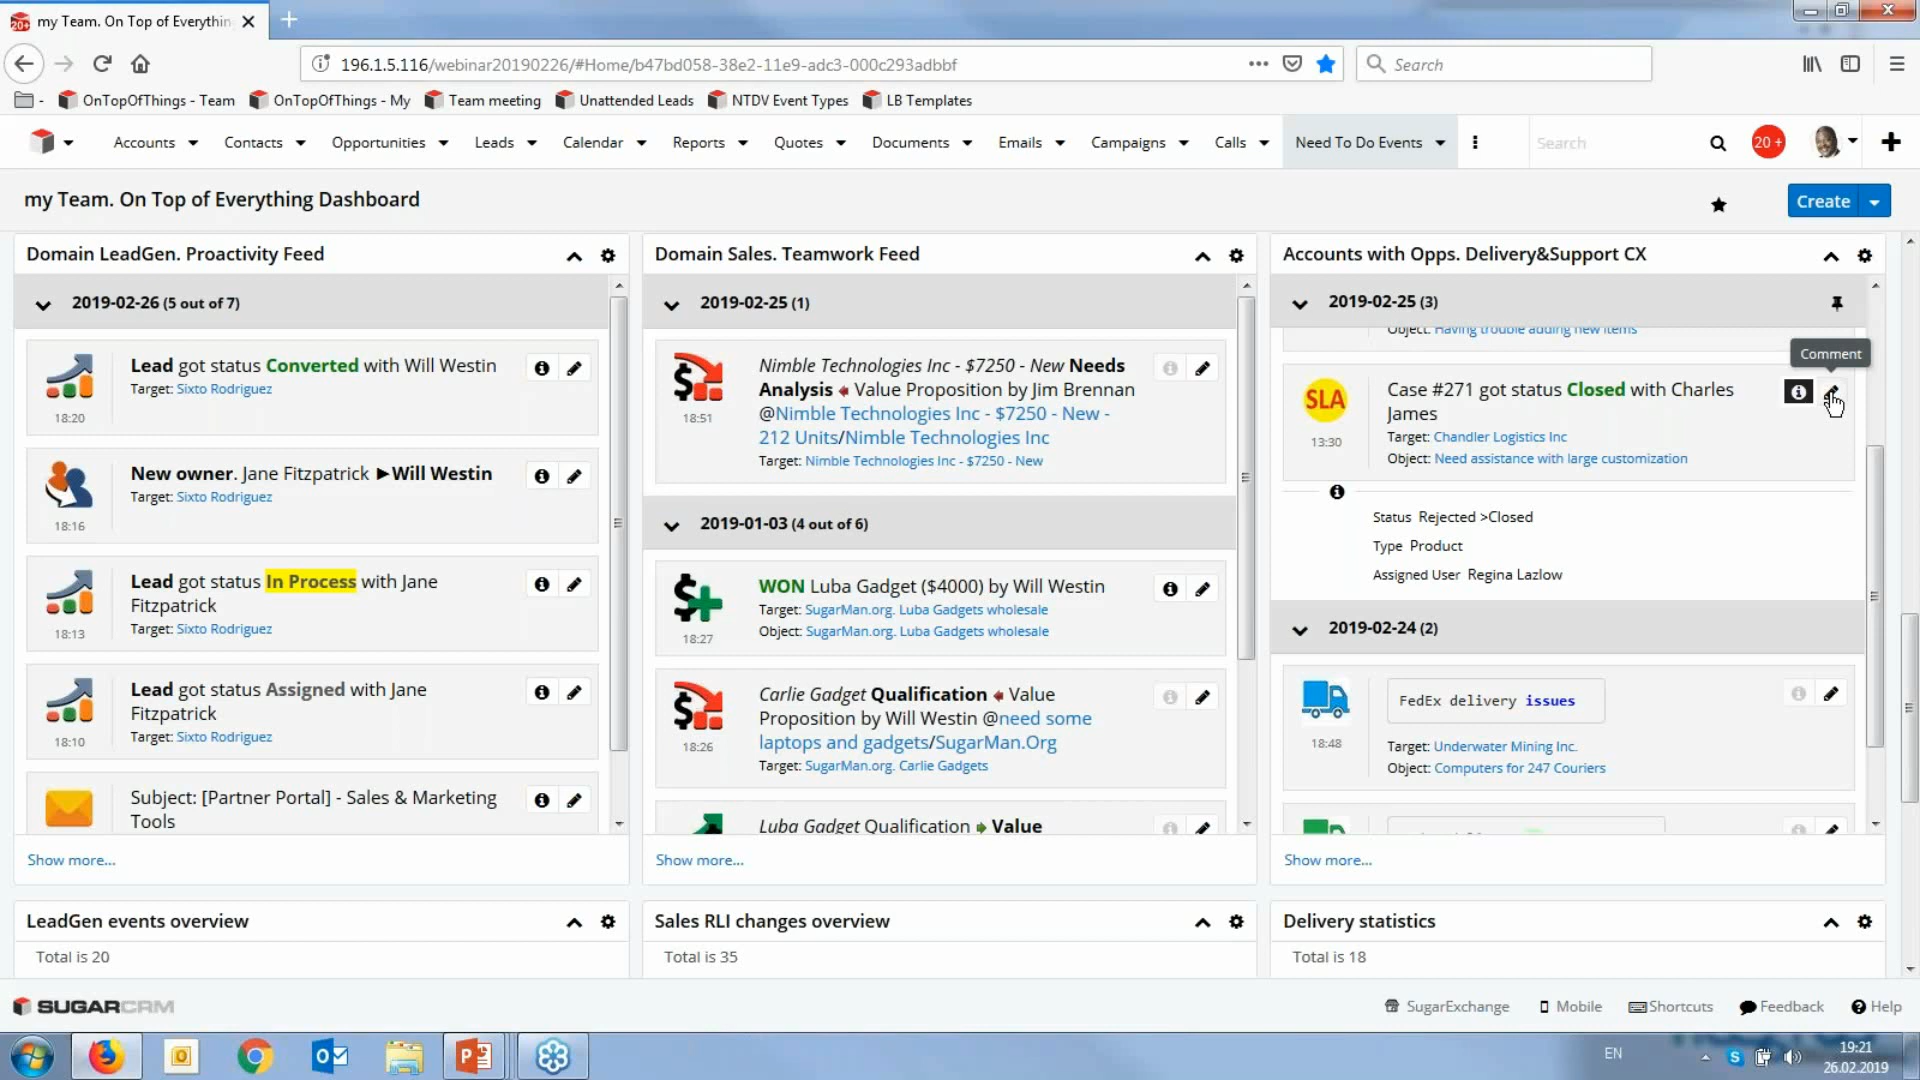 my Team. On Top of Everythin
196.1.5.116/webinar20190226/#Home/b47bd058-38e2-11e9-adc3-000c293adbbf
Search
OnTopOfThings - Team
OnTopOfThings - My
Team meeting
Unattended Leads
NTDV Event Types
LB Templates
Accounts
Contacts
Opportunities
Leads
Calendar
Reports
Quotes
Documents
Emails
Campaigns
Calls
Need To Do Events
Search
20 +
my Team. On Top of Everything Dashboard
Create
Domain LeadGen. Proactivity Feed
2019-02-26 (5 out of 7)
Lead got status Converted with Will Westin
Target: Sixto Rodriguez
18:20
New owner. Jane Fitzpatrick ►Will Westin
Target: Sixto Rodriguez
18:16
Lead got status In Process with Jane
Fitzpatrick
Target: Sixto Rodriguez
18:13
Lead got status Assigned with Jane
Fitzpatrick
Target: Sixto Rodriguez
18:10
Subject: [Partner Portal] - Sales & Marketing
Tools
Show more...
Domain Sales. Teamwork Feed
2019-02-25 (1)
Nimble Technologies Inc - $7250 - New Needs
Analysis Value Proposition by Jim Brennan
@Nimble Technologies Inc - $7250 - New -
212 Units/Nimble Technologies Inc
Target: Nimble Technologies Inc - $7250 - New
18:51
2019-01-03 (4 out of 6)
WON Luba Gadget ($4000) by Will Westin
Target: SugarMan.org. Luba Gadgets wholesale
Object: SugarMan.org. Luba Gadgets wholesale
18:27
Carlie Gadget Qualification Value
Proposition by Will Westin @need some
laptops and gadgets/SugarMan.Org
Target: SugarMan.org. Carlie Gadgets
18:26
Luba Gadget Qualification Value
Show more...
Accounts with Opps. Delivery&Support CX
2019-02-25 (3)
Object: Having trouble adding new items
Comment
SLA
13:30
Case #271 got status Closed with Charles
James
Target: Chandler Logistics Inc
Object: Need assistance with large customization
Status Rejected >Closed
Type Product
Assigned User Regina Lazlow
2019-02-24 (2)
FedEx delivery issues
18:48
Target: Underwater Mining Inc.
Object: Computers for 247 Couriers
Show more...
LeadGen events overview
Total is 20
Sales RLI changes overview
Total is 35
Delivery statistics
Total is 18
SUGARCRM
SugarExchange
Mobile
Shortcuts
Feedback
Help
EN
19:21
26.02.2019